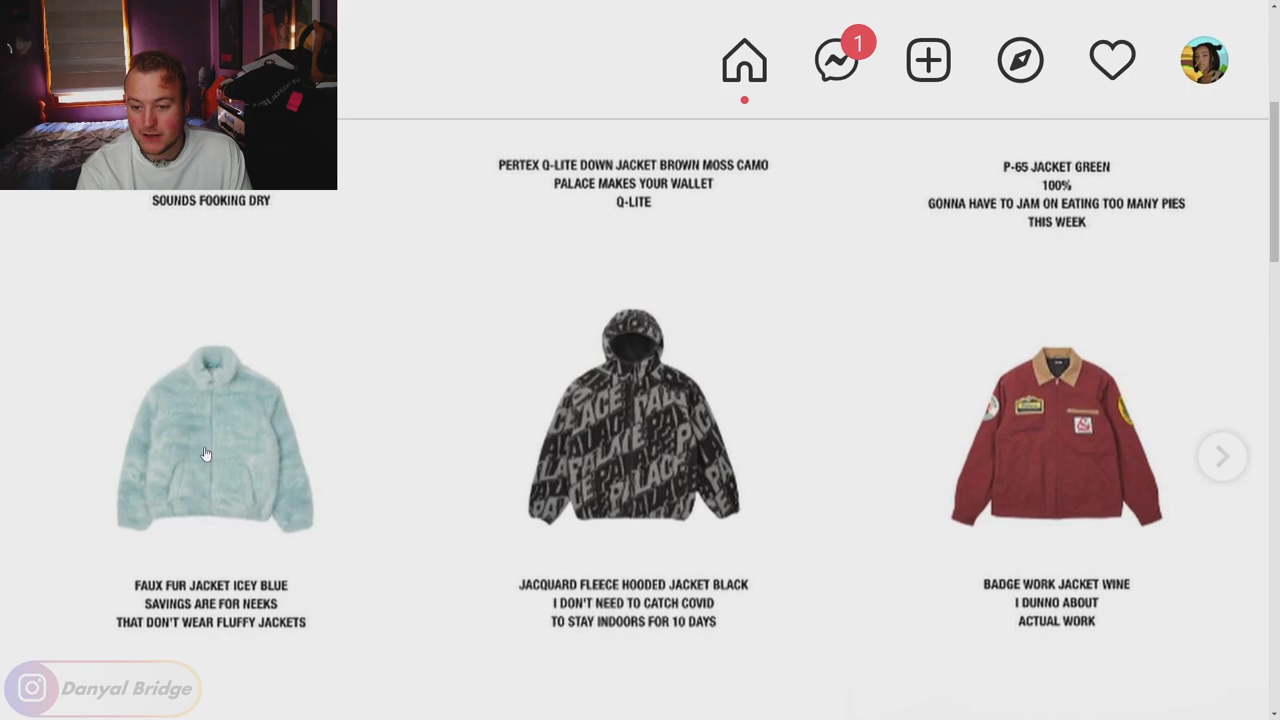 1
SOUNDS FOOKING DRY
PERTEX Q-LITE DOWN JACKET BROWN MOSS CAMO
PALACE MAKES YOUR WALLET
Q-LITE
P-65 JACKET GREEN
100%
GONNA HAVE TO JAM ON EATING TOO MANY PIES
THIS WEEK
FAUX FUR JACKET ICEY BLUE
SAVINGS ARE FOR NEEKS
THAT DON'T WEAR FLUFFY JACKETS
JACQUARD FLEECE HOODED JACKET BLACK
I DON'T NEED TO CATCH COVID
TO STAY INDOORS FOR 10 DAYS
BADGE WORK JACKET WINE
I DUNNO ABOUT
ACTUAL WORK
Danyal Bridge